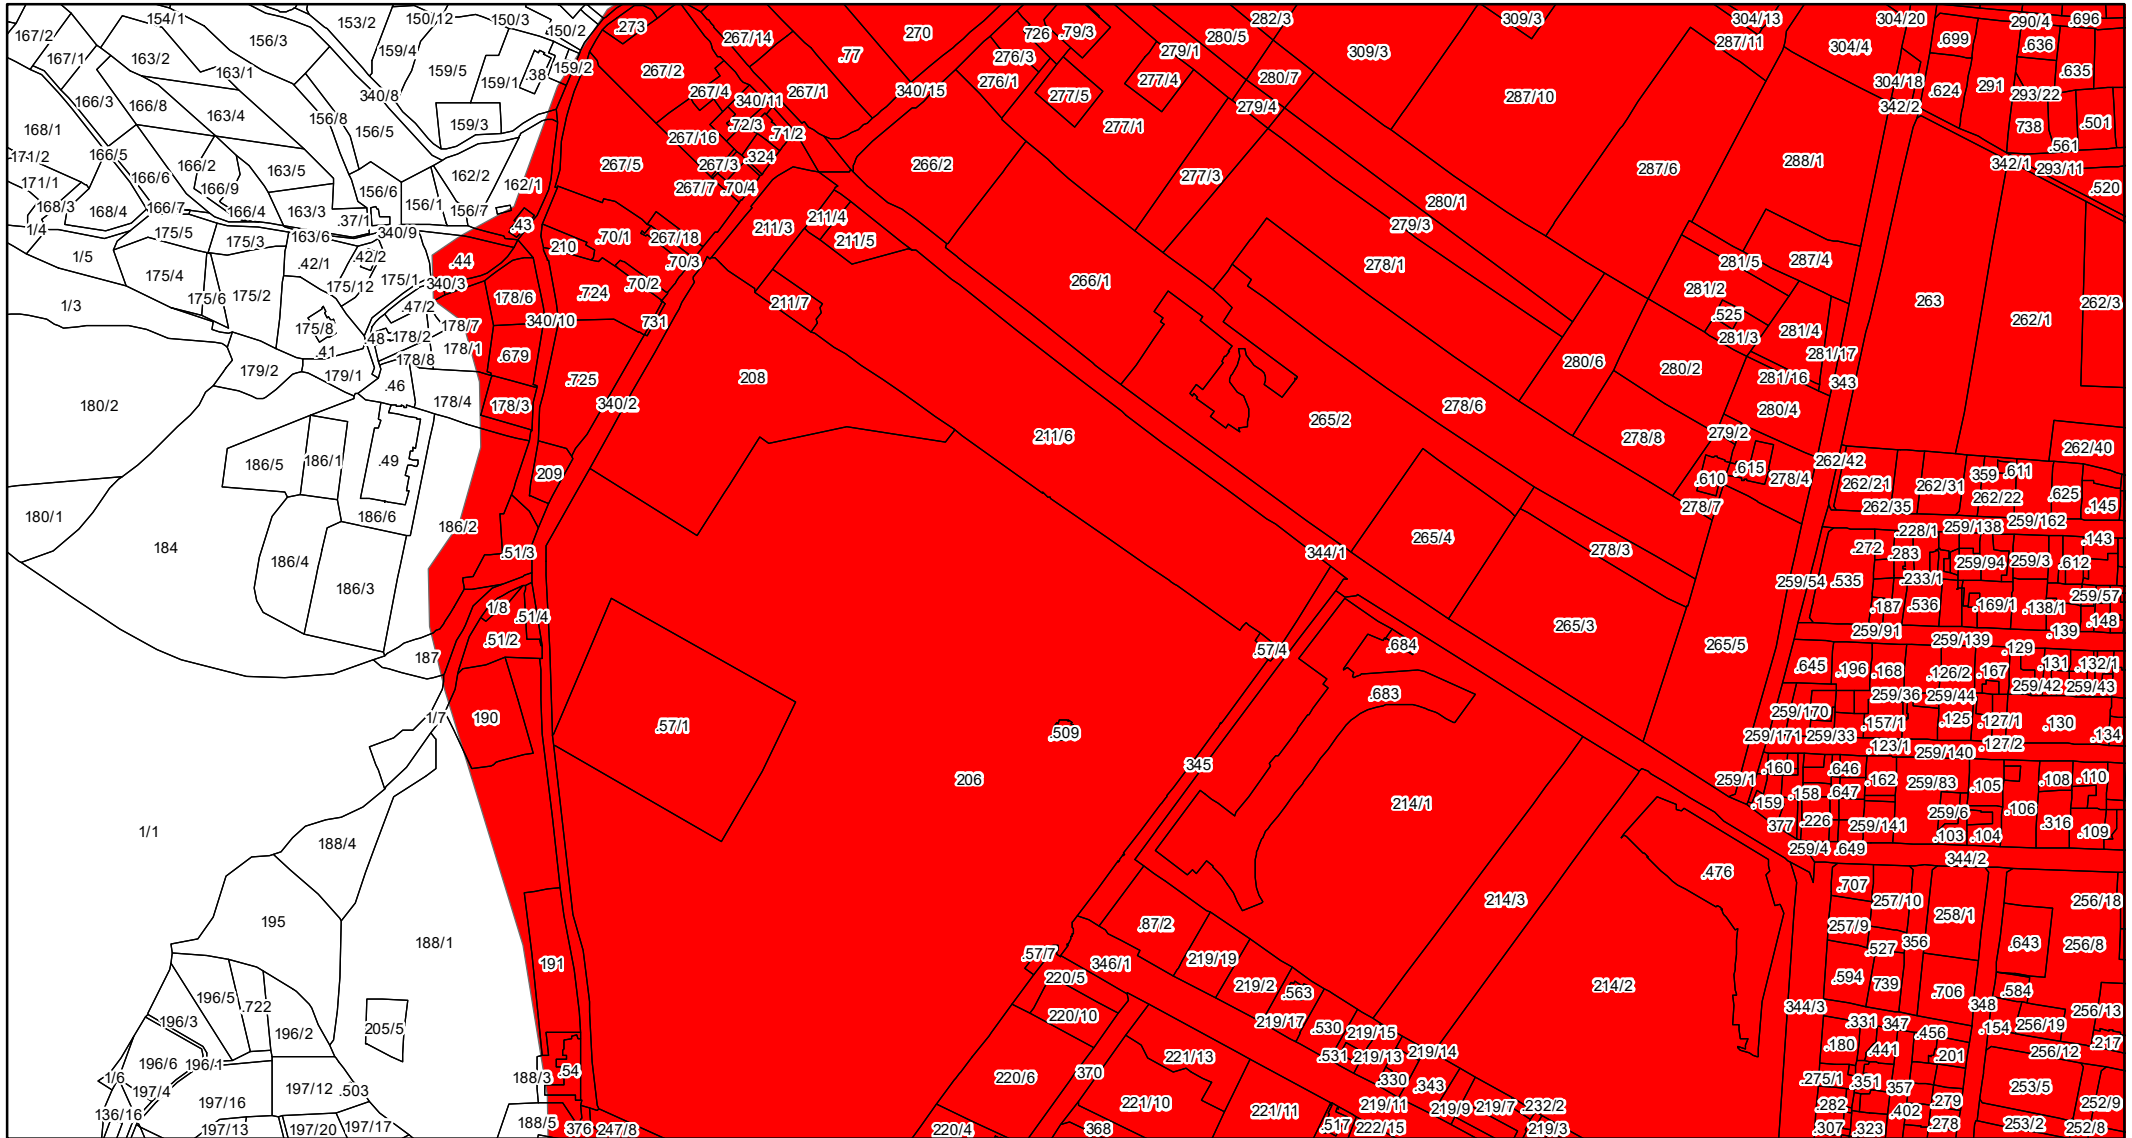 154/1 153/2 150/12 150/3 150/2 .273 267/14 .77 270 726 .79/3 280/5 282/3 309/3 304/13 304/20 290/4 .696
167/2 167/1 163/2 156/3 159/4 159/5 159/1 .38 159/2 267/2 276/3 279/1 309/3 287/11 304/4 .699 .636
163/1 340/8 267/4 340/11 267/1 340/15 276/1 277/5 277/4 280/7 279/4 287/10 304/18 342/2 .624 291 293/22 .635
166/3 166/8 163/4 156/8 156/5 159/3 267/16 .72/3 .71/2 277/1 738 .501
168/1 171/2 166/5 166/2 163/5 162/2 267/5 267/3 .324 266/2 287/6 288/1 .561 342/1 293/11
171/1 166/6 166/9 156/6 162/1 267/7 .70/4 277/3 280/1 .520
168/3 168/4 166/7 166/4 163/3 .37/1 156/1 156/7 .43 211/4 279/3
1/4 175/5 175/3 163/6 340/9 210 .70/1 267/18 211/3 211/5
1/5 175/4 .42/1 .42/2 .44 .70/3 278/1 281/5 287/4
175/6 175/2 175/12 175/1 340/3 178/6 .724 .70/2 266/1 281/2
1/3 .47/2 211/7 263 262/3
175/8 .48 178/2 178/7 340/10 731 .525 281/4 262/1
.41 178/8 178/1 .679 281/3 281/17
179/2 179/1 .46 .725 208 280/6 280/2 281/16 343
180/2 178/4 178/3 340/2 265/2 278/6 280/4
211/6 278/8 279/2 262/40
186/5 186/1 .49 209 .610 .615 278/4 262/42 262/21 262/31 359 .611
180/1 186/6 186/2 278/7 262/35 262/22 .625 .145
184 186/4 .51/3 344/1 265/4 278/3 .228/1 259/138 259/162 .143
.272 .283 259/94 259/3 .612
186/3 259/54 .535 .233/1 259/57
1/8 .51/4 265/3 .187 .536 .169/1 .138/1 .148
.51/2 .57/4 .684 265/5 259/91 259/139 .139
187 .129
.683 .645 .196 .168 .126/2 .167 .131 .132/1
1/7 190 .57/1 .509 259/36 259/44 259/42 259/43
259/170 .157/1 .125 .127/1 .130
259/171 259/33 .123/1 259/140 .127/2 .134
206 345 259/1 .160 .646 .162 259/83 .105 .108 .110
214/1 .159 .158 .647 259/6 .106
1/1 377 .226 259/141 .103 .104 .316 .109
188/4 259/4 .649 344/2
.476 .707
195 .87/2 214/3 257/10 258/1 256/18
188/1 257/9 .527 356 .643 256/8
191 .57/7 346/1 219/19
196/5 .722 220/5 219/2 .563 214/2 .594 739 .706 348 .584
196/3 196/2 205/5 220/10 219/17 .530 219/15 344/3 .331 347 .456 .154 256/19 256/13
196/6 196/1 221/13 .531 219/13 219/14 .180 .441 .201 256/12 .217
1/6 197/4 197/12 .503 188/3 .54 220/6 370 .330 .343 .275/1 .351 357 253/5
136/16 197/16 221/10 221/11 219/11 219/9 219/7 .232/2 .282 .402 .279 252/9
197/13 197/20 197/17 188/5 376 247/8 220/4 368 .517 222/15 219/3 .307 .323 .278 253/2 252/8